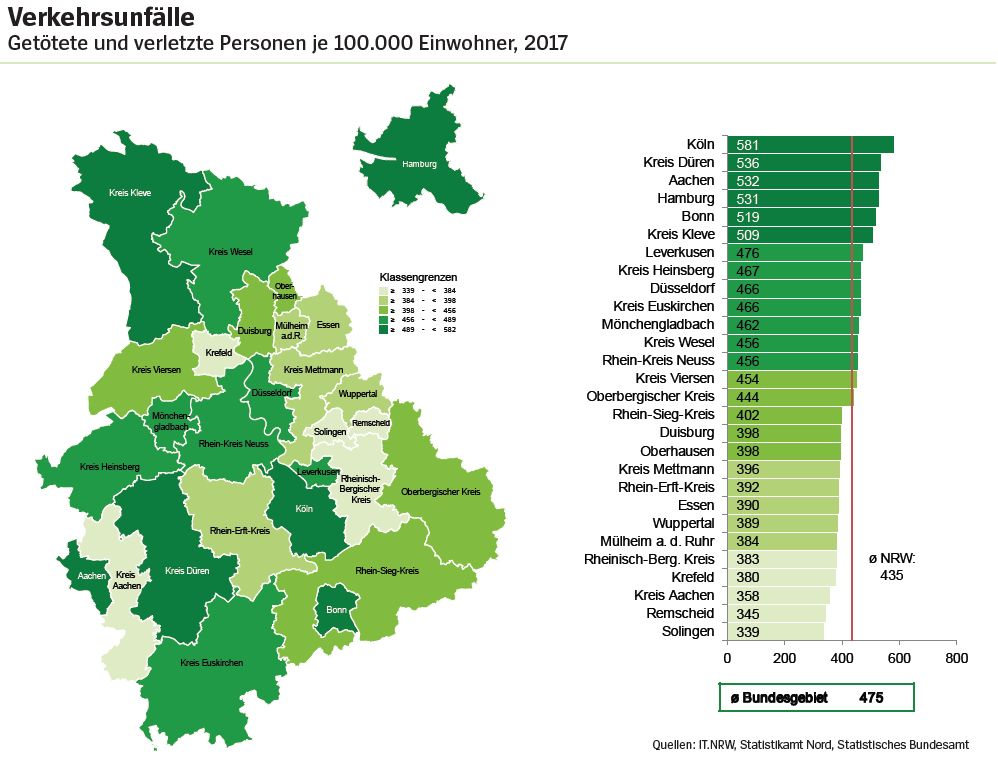 Verkehrsunfälle
Getötete und verletzte Personen je 100.000 Einwohner, 2017
Hamburg
Kreis Kleve
Kreis Wesel
Ober-
hausen
Duisburg
Mülheim
a.d.R.
Essen
Krefeld
Kreis Viersen
Kreis Mettmann
Düsseldorf
Wuppertal
Mönchen-
gladbach
Remscheid
Solingen
Rhein-Kreis Neuss
Kreis Heinsberg
Leverkusen
Rheinisch-
Bergischer
Kreis
Oberbergischer Kreis
Köln
Rhein-Erft-Kreis
Kreis Düren
Aachen
Kreis
Aachen
Rhein-Sieg-Kreis
Bonn
Kreis Euskirchen
Klassengrenzen
≥ 339 - < 384
≥ 384 - < 398
≥ 398 - < 456
≥ 456 - < 489
≥ 489 - < 582
Köln 581
Kreis Düren 536
Aachen 532
Hamburg 531
Bonn 519
Kreis Kleve 509
Leverkusen 476
Kreis Heinsberg 467
Düsseldorf 466
Kreis Euskirchen 466
Mönchengladbach 462
Kreis Wesel 456
Rhein-Kreis Neuss 456
Kreis Viersen 454
Oberbergischer Kreis 444
Rhein-Sieg-Kreis 402
Duisburg 398
Oberhausen 398
Kreis Mettmann 396
Rhein-Erft-Kreis 392
Essen 390
Wuppertal 389
Mülheim a. d. Ruhr 384
Rheinisch-Berg. Kreis 383
Krefeld 380
Kreis Aachen 358
Remscheid 345
Solingen 339
ø NRW:
435
0 200 400 600 800
ø Bundesgebiet 475
Quellen: IT.NRW, Statistikamt Nord, Statistisches Bundesamt